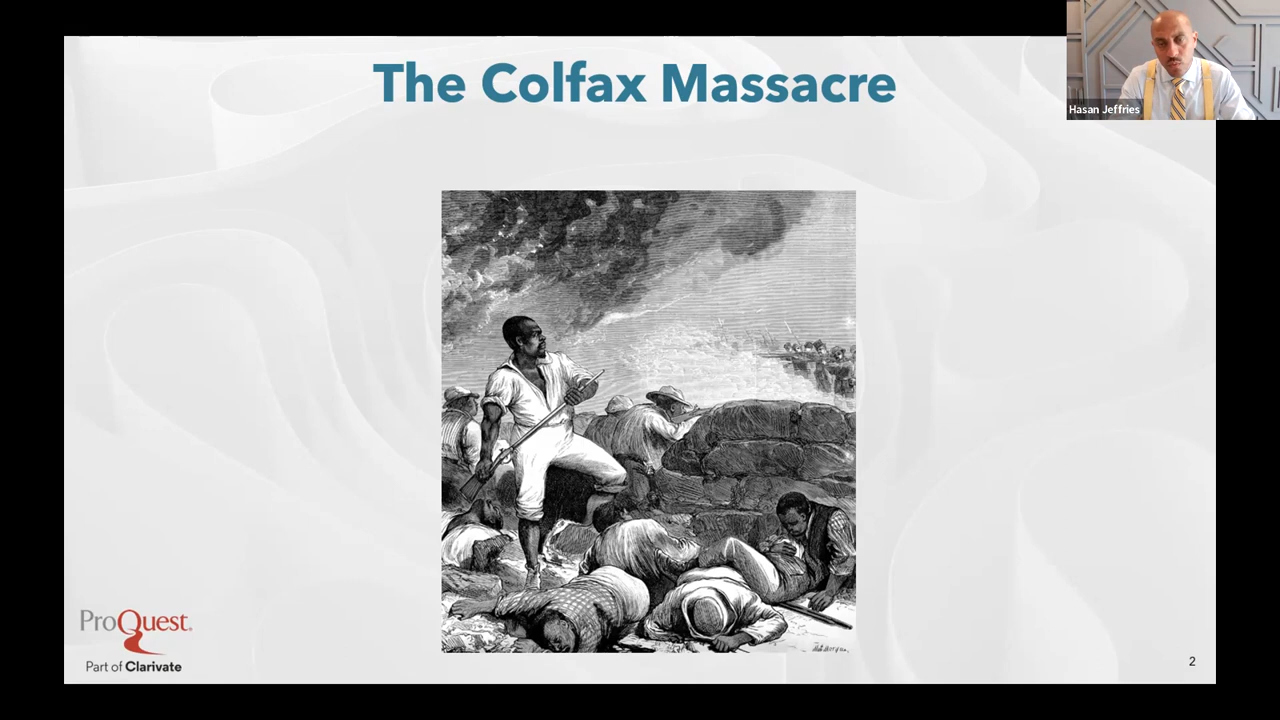 The Colfax Massacre
Hasan Jeffries
ProQuest
Part of Clarivate
2